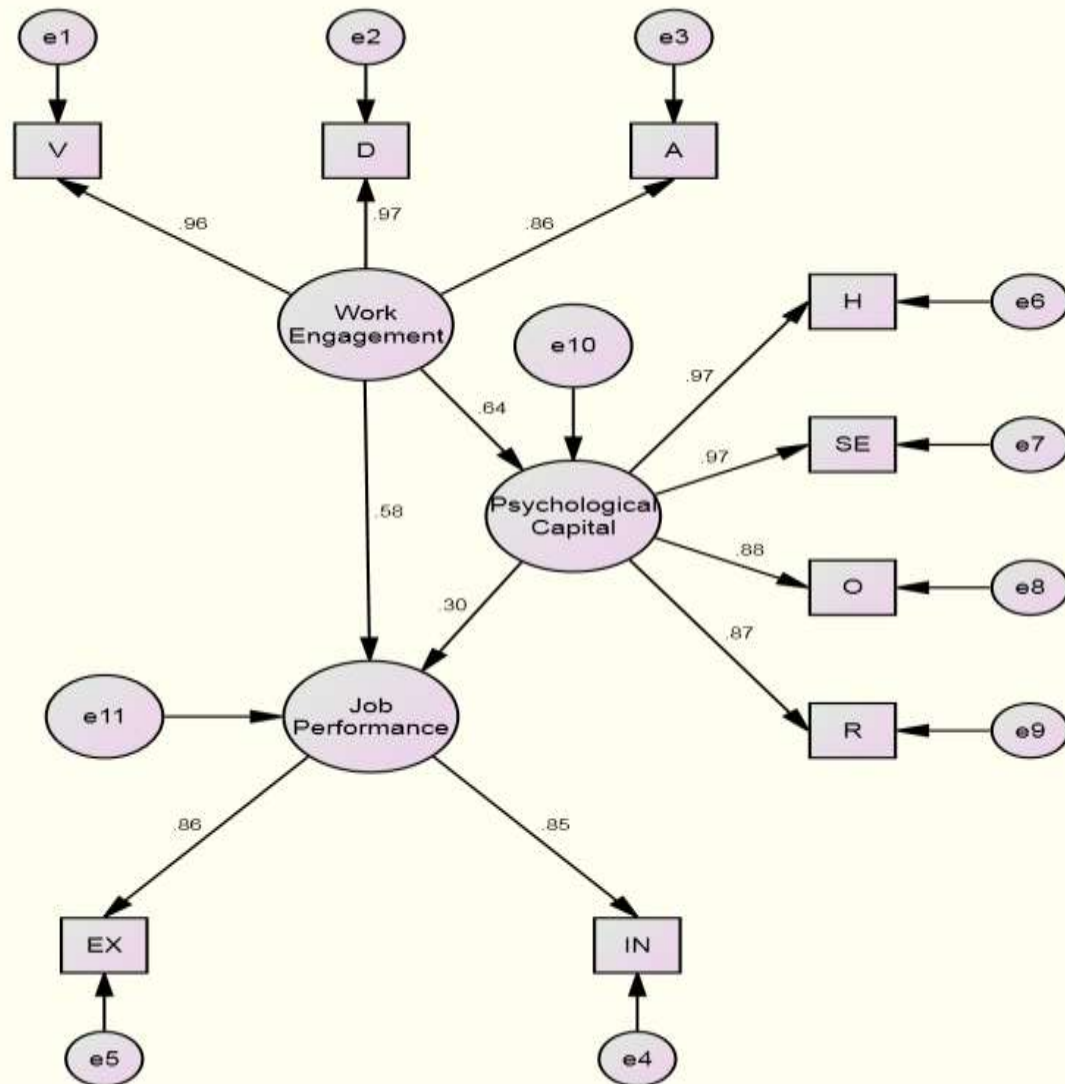 e1
e2
e3
V
D
A
.96
.97
.86
Work
Engagement
e10
H
e6
.97
.64
SE
e7
.97
Psychological
Capital
.58
.88
O
e8
.30
.87
Job
Performance
e11
R
e9
.86
.85
EX
IN
e5
e4